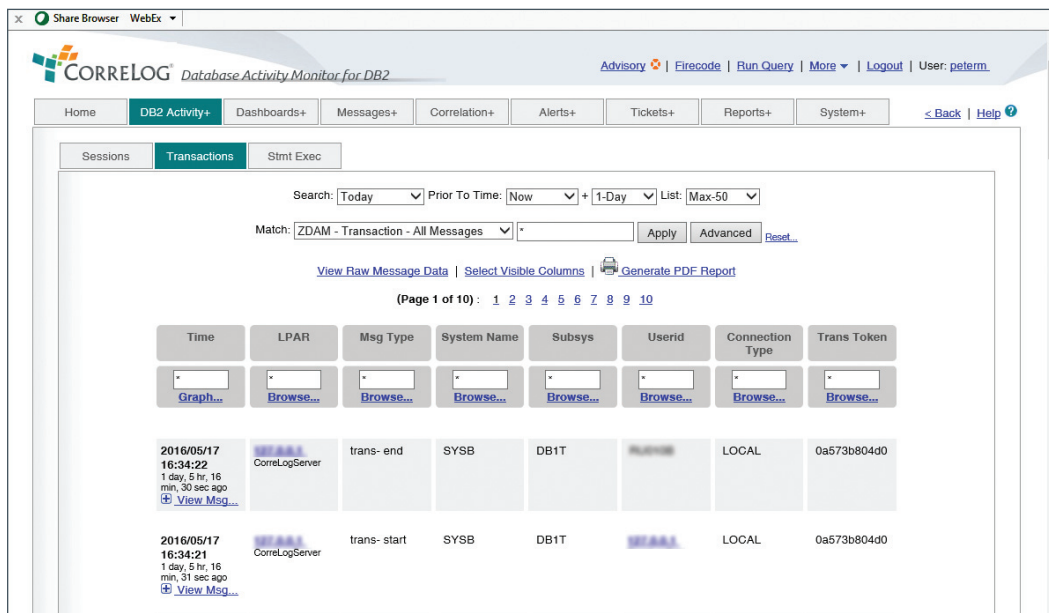 x Share Browser WebEx
CORRELOG® Database Activity Monitor for DB2
Advisory | Firecode | Run Query | More | Logout | User: peterm
Home DB2 Activity+ Dashboards+ Messages+ Correlation+ Alerts+ Tickets+ Reports+ System+ < Back | Help ?
Sessions Transactions Stmt Exec
Search: Today Prior To Time: Now + 1-Day List: Max-50
Match: ZDAM - Transaction - All Messages * Apply Advanced Reset...
View Raw Message Data | Select Visible Columns | Generate PDF Report
(Page 1 of 10) : 1 2 3 4 5 6 7 8 9 10
Time LPAR Msg Type System Name Subsys Userid Connection Type Trans Token
* * * * * * * *
Graph... Browse... Browse... Browse... Browse... Browse... Browse... Browse...
2016/05/17 trans- end SYSB DB1T LOCAL 0a573b804d0
16:34:22 CorreLogServer
1 day, 5 hr, 16
min, 30 sec ago
+ View Msg...
2016/05/17 trans- start SYSB DB1T LOCAL 0a573b804d0
16:34:21 CorreLogServer
1 day, 5 hr, 16
min, 31 sec ago
+ View Msg...